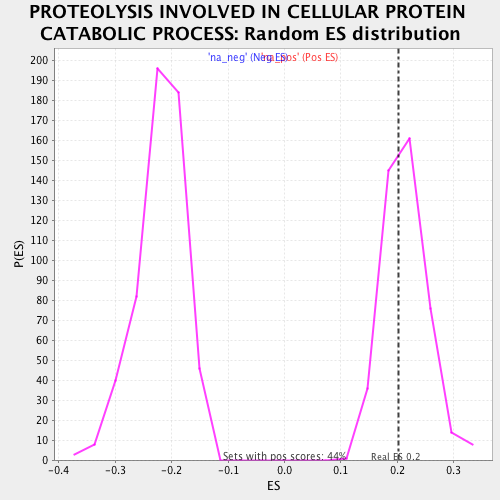 PROTEOLYSIS INVOLVED IN CELLULAR PROTEIN
CATABOLIC PROCESS: Random ES distribution
'na_neg' (Neg ES) 'na_pos' (Pos ES)
200
190
180
170
160
150
140
130
120
110
100
90
80
70
60
50
40
30
20
10
0
P(ES)
Sets with pos scores: 44%
Real ES 0.2
-0.4 -0.3 -0.2 -0.1 0.0 0.1 0.2 0.3
ES